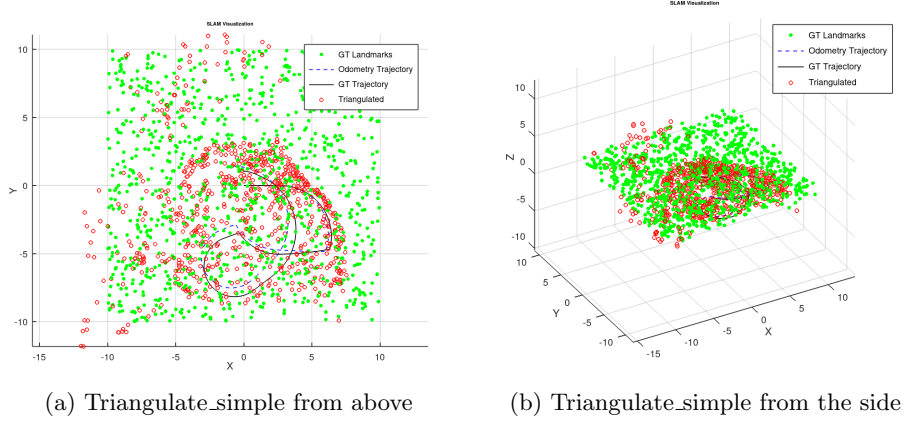 SLAM Visualization
GT Landmarks
Odometry Trajectory
GT Trajectory
Triangulated
10
5
0
-5
-10
Y
-15
-10
-5
0
5
10
X
(a) Triangulate_simple from above
SLAM Visualization
GT Landmarks
Odometry Trajectory
GT Trajectory
Triangulated
10
5
0
-5
-10
Z
10
5
0
-5
-10
Y
-15
-10
-5
0
5
10
X
(b) Triangulate_simple from the side